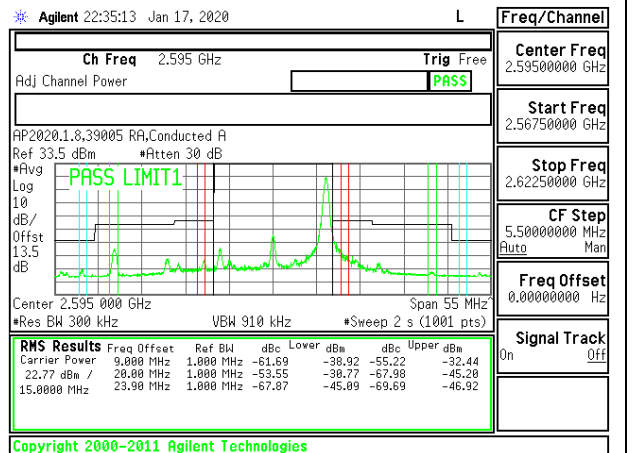 Agilent 22:35:13 Jan 17, 2020 L
Freq/Channel
Ch Freq 2.595 GHz Trig Free
Adj Channel Power PASS
AP2020.1.8,39005 RA,Conducted A
Ref 33.5 dBm #Atten 30 dB
#Avg
Log
10
dB/
Offst
13.5
dB
PASS LIMIT1
Center 2.595 000 GHz Span 55 MHz^
#Res BW 300 kHz VBW 910 kHz #Sweep 2 s (1001 pts)
RMS Results Freq Offset Ref BW dBc Lower dBm dBc Upper dBm
Carrier Power 9.000 MHz 1.000 MHz -61.69 -38.92 -55.22 -32.44
22.77 dBm / 20.00 MHz 1.000 MHz -53.55 -30.77 -67.98 -45.20
15.0000 MHz 23.90 MHz 1.000 MHz -67.87 -45.09 -69.69 -46.92
Center Freq
2.59500000 GHz
Start Freq
2.56750000 GHz
Stop Freq
2.62250000 GHz
CF Step
5.50000000 MHz
Auto Man
Freq Offset
0.00000000 Hz
Signal Track
On Off
Copyright 2000-2011 Agilent Technologies